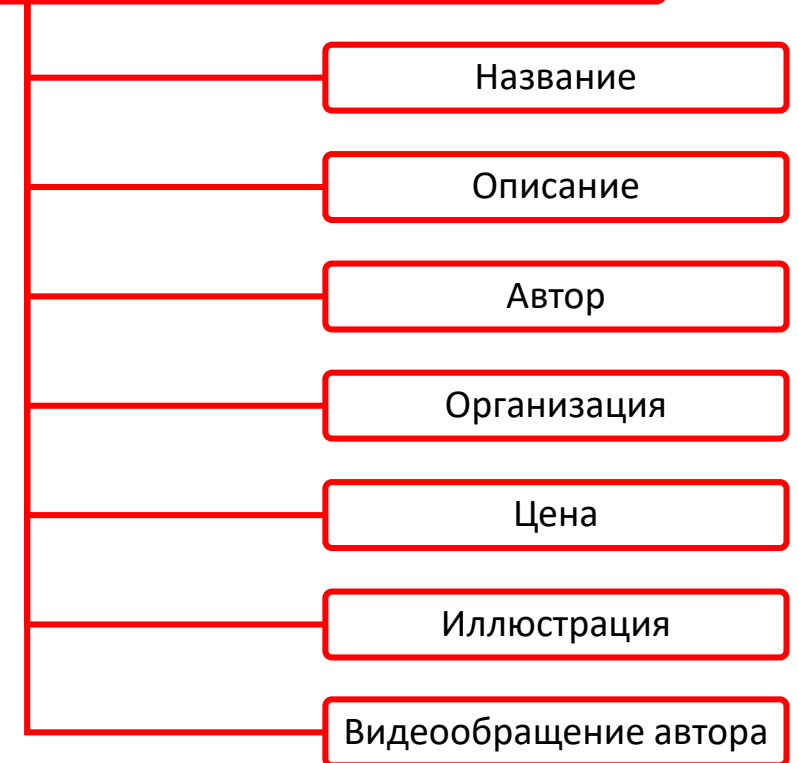 Название
Описание
Автор
Организация
Цена
Иллюстрация
Видеообращение автора